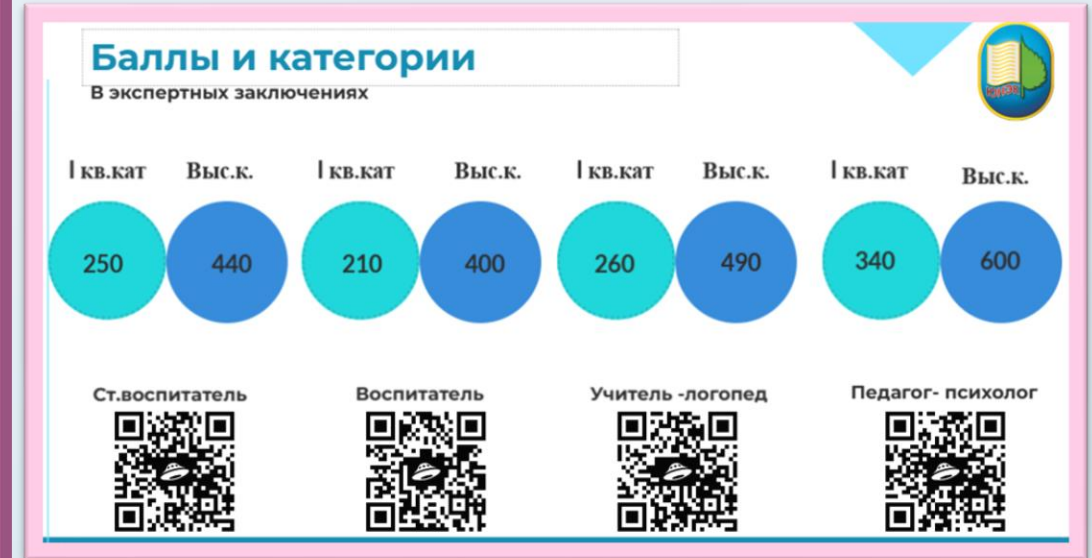 Баллы и категории
В экспертных заключениях
I кв.кат Выс.к. I кв.кат Выс.к. I кв.кат Выс.к. I кв.кат Выс.к.
250 440 210 400 260 490 340 600
Ст.воспитатель Воспитатель Учитель -логопед Педагог- психолог